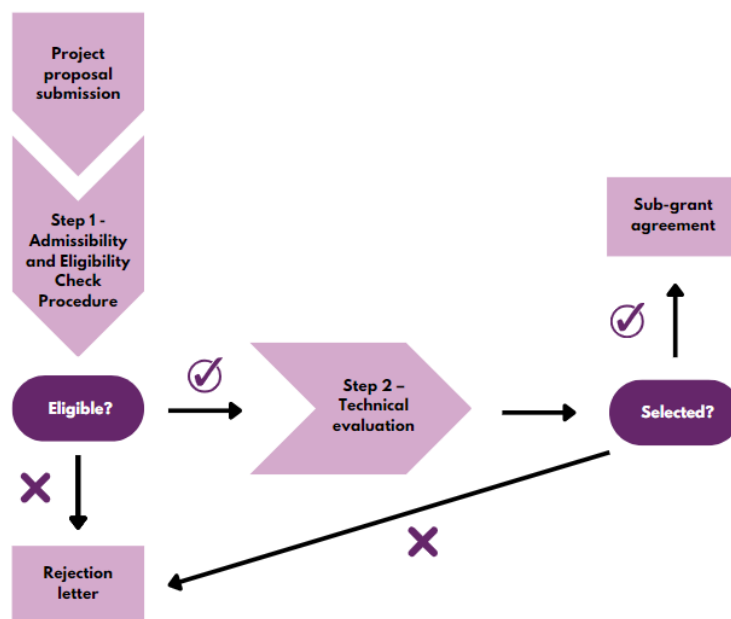 Project
proposal
submission
Step 1 -
Admissibility
and Eligibility
Check
Procedure
Eligible?
Step 2 –
Technical
evaluation
Selected?
Sub-grant
agreement
Rejection
letter